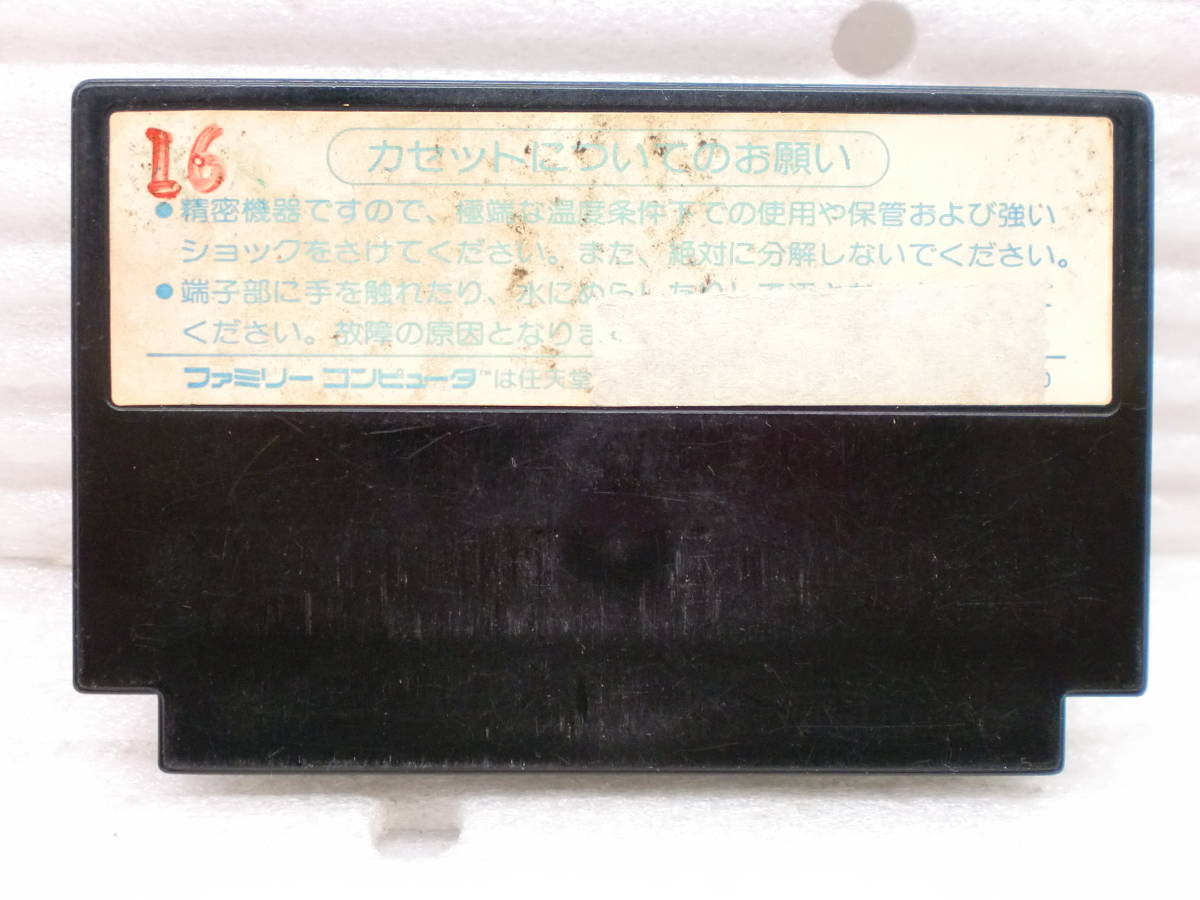 16
カセットについてのお願い
●精密機器ですので、極端な温度条件下での使用や保管および強い
ショックをさけてください。また、絶対に分解しないでください。
●端子部に手を触れたり、水にぬらしたりして
ください。故障の原因となりま
ファミリーコンピュータ™は任天堂